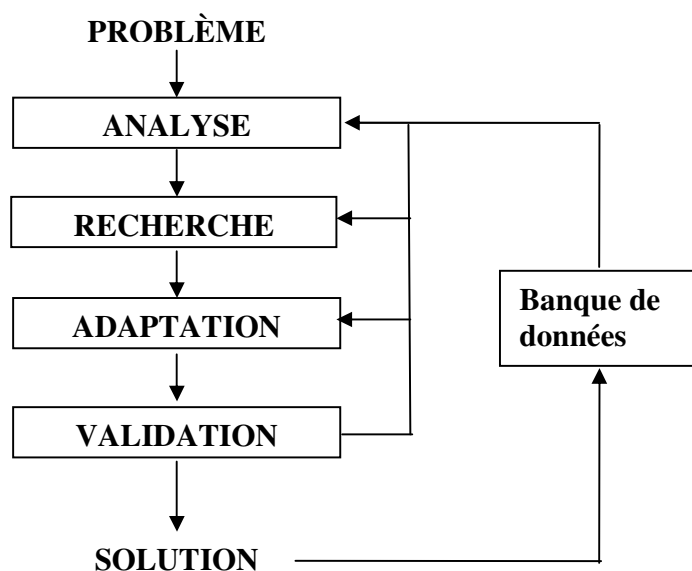 PROBLÈME
ANALYSE
RECHERCHE
ADAPTATION
VALIDATION
SOLUTION
Banque de
données